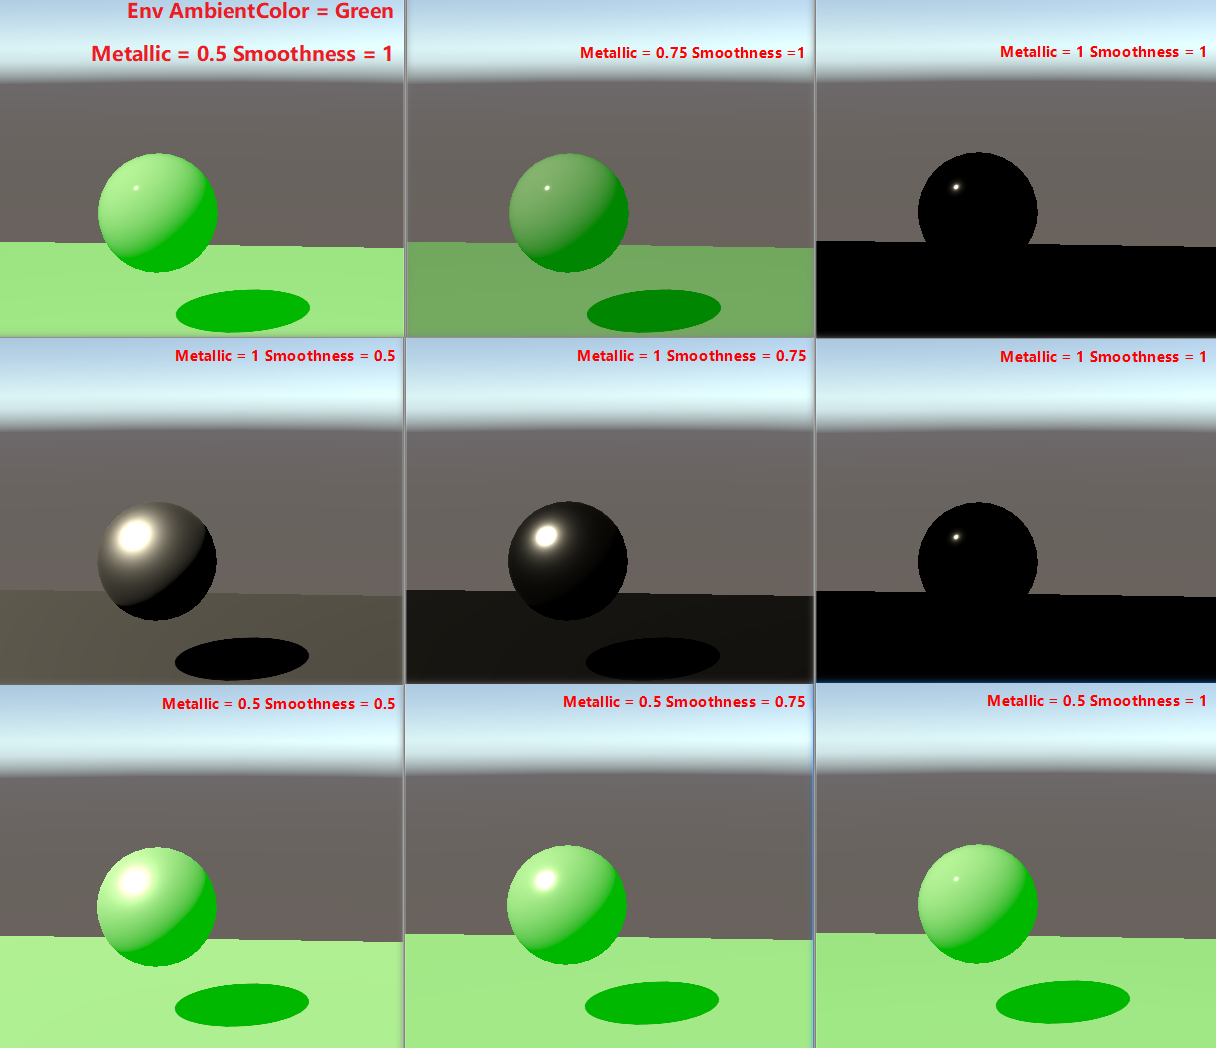 Env AmbientColor = Green
Metallic = 0.5 Smoothness = 1
Metallic = 0.75 Smoothness =1
Metallic = 1 Smoothness = 1
Metallic = 1 Smoothness = 0.5
Metallic = 1 Smoothness = 0.75
Metallic = 1 Smoothness = 1
Metallic = 0.5 Smoothness = 0.5
Metallic = 0.5 Smoothness = 0.75
Metallic = 0.5 Smoothness = 1